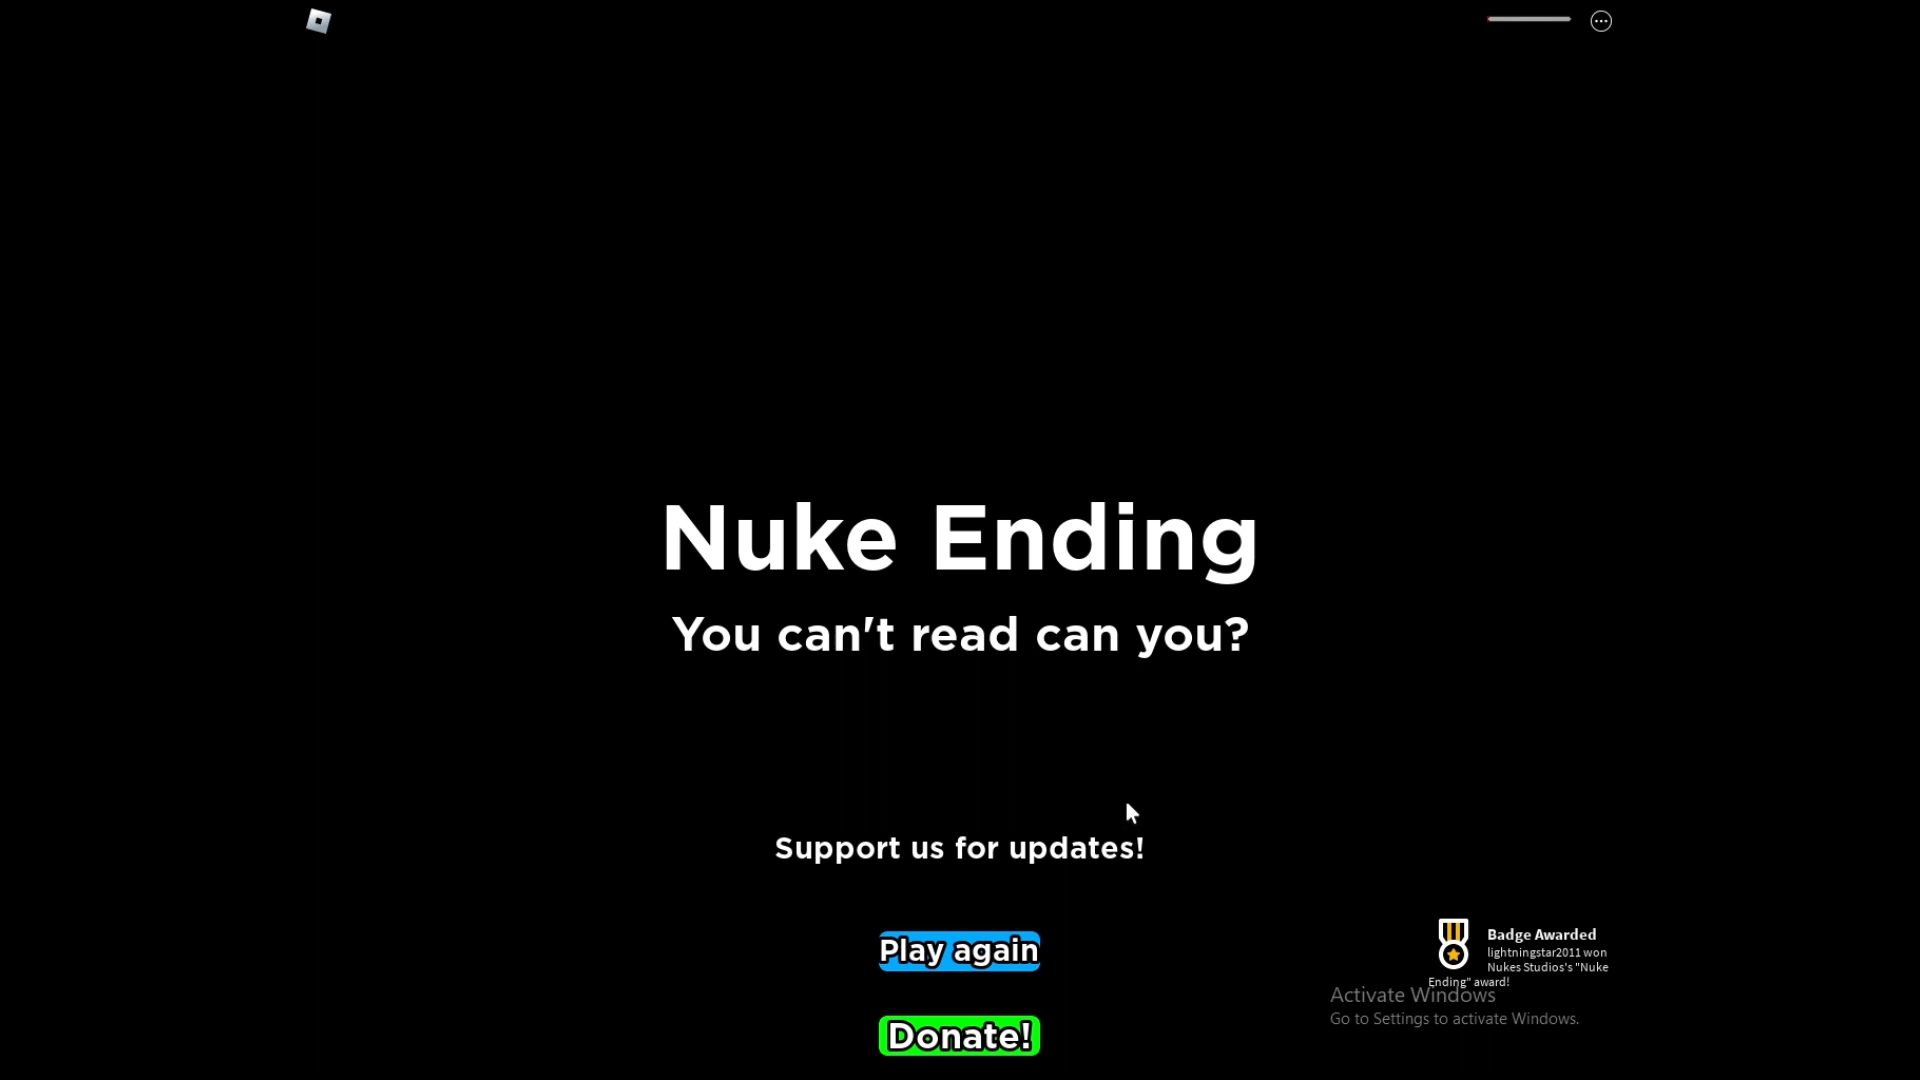 Nuke Ending
You can't read can you?
Support us for updates!
Play again
Donate!
Badge Awarded
lightningstar2011 won
Nukes Studios's "Nuke
Ending" award!
Activate Windows
Go to Settings to activate Windows.